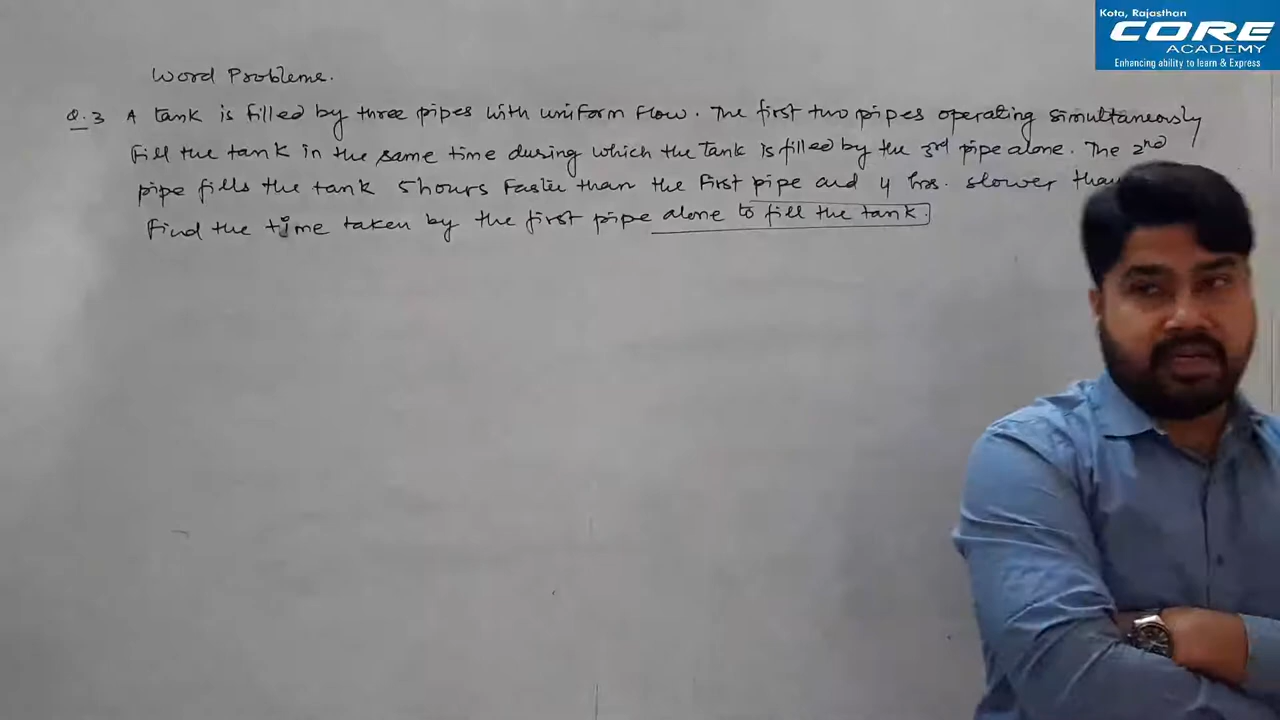 Kota, Rajasthan
CORE
ACADEMY
Enhancing ability to learn & Express
Word Probleme.
Q.3 A tank is filled by three pipes with uniform flow. The first two pipes operating simultaneously
fill the tank in the same time during which the tank is filled by the 3rd pipe alone. The 2nd
pipe fills the tank 5 hours faster than the first pipe and 4 hrs. slower than
Find the time taken by the first pipe alone to fill the tank.